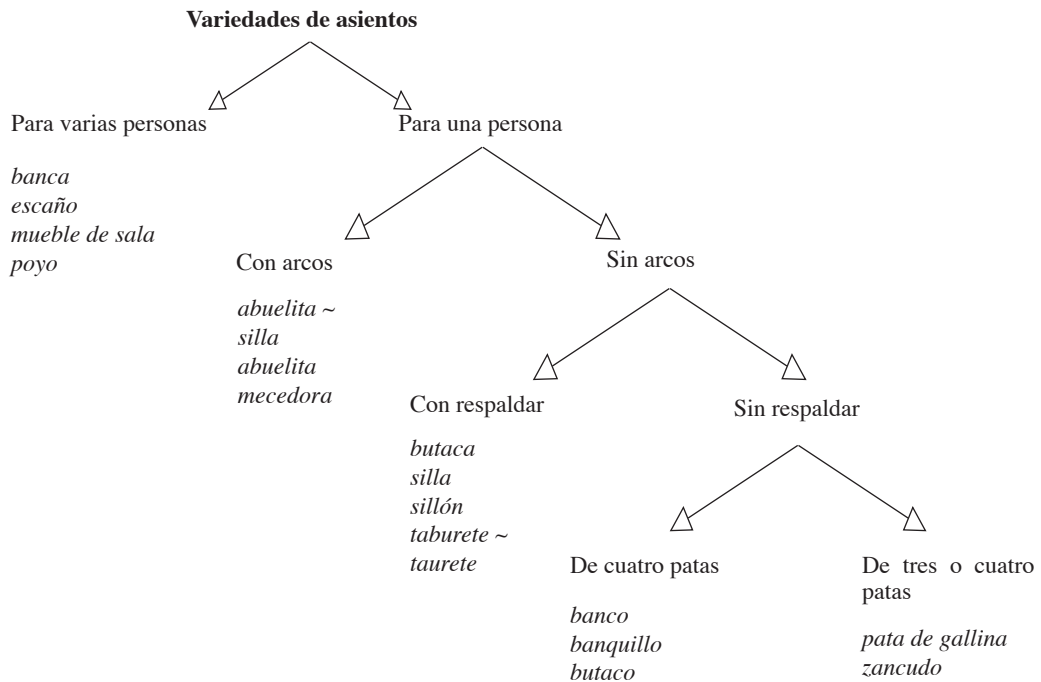 Variedades de asientos
Para varias personas
banca
escaño
mueble de sala
poyo
Para una persona
Con arcos
abuelita ~
silla
abuelita
mecedora
Sin arcos
Con respaldar
butaca
silla
sillón
taburete ~
taurete
Sin respaldar
De cuatro patas
banco
banquillo
butaco
De tres o cuatro
patas
pata de gallina
zancudo